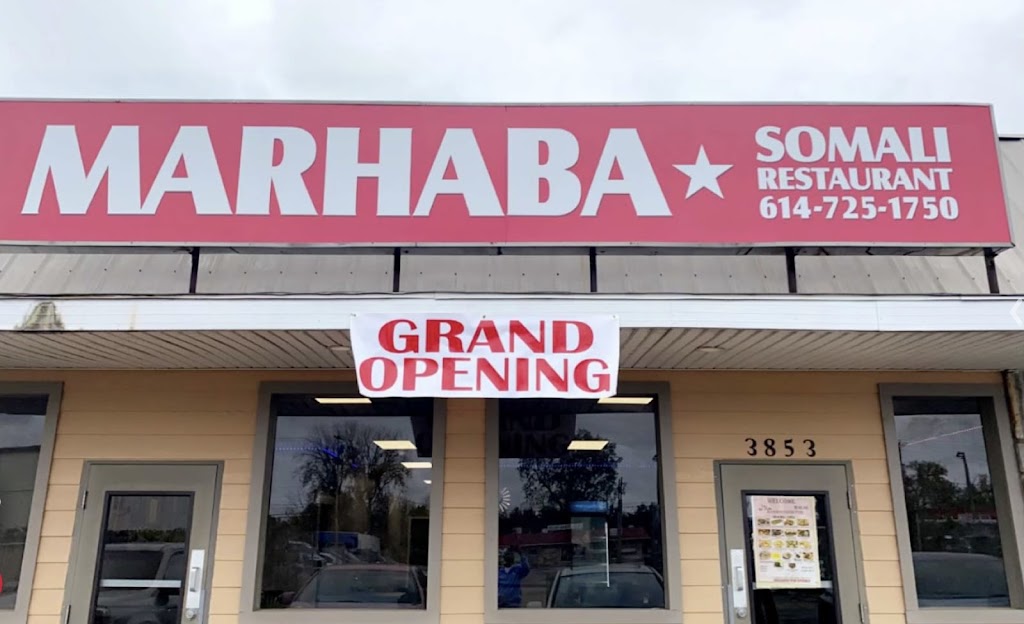 MARHABA
SOMALI
RESTAURANT
614-725-1750
GRAND
OPENING
3853
WELCOME